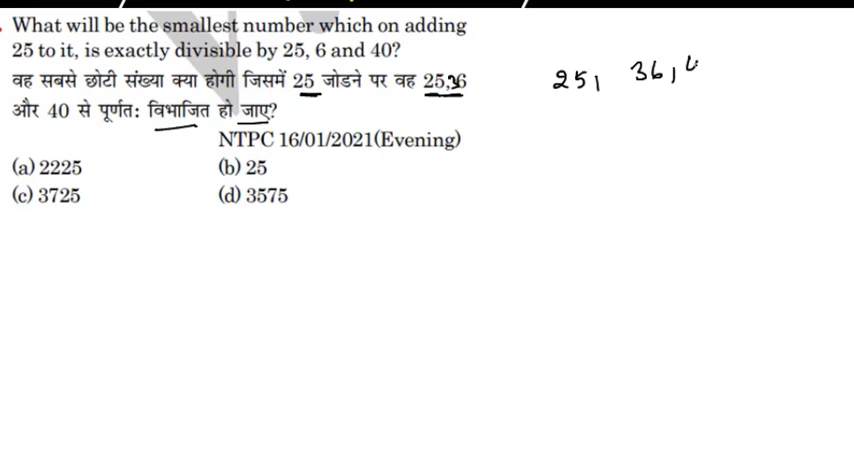 What will be the smallest number which on adding
25 to it, is exactly divisible by 25, 6 and 40?
वह सबसे छोटी संख्या क्या होगी जिसमें 25 जोडने पर वह 25,36
और 40 से पूर्णत: विभाजित हो जाए?
NTPC 16/01/2021(Evening)
(a) 2225 (b) 25
(c) 3725 (d) 3575
25, 36,